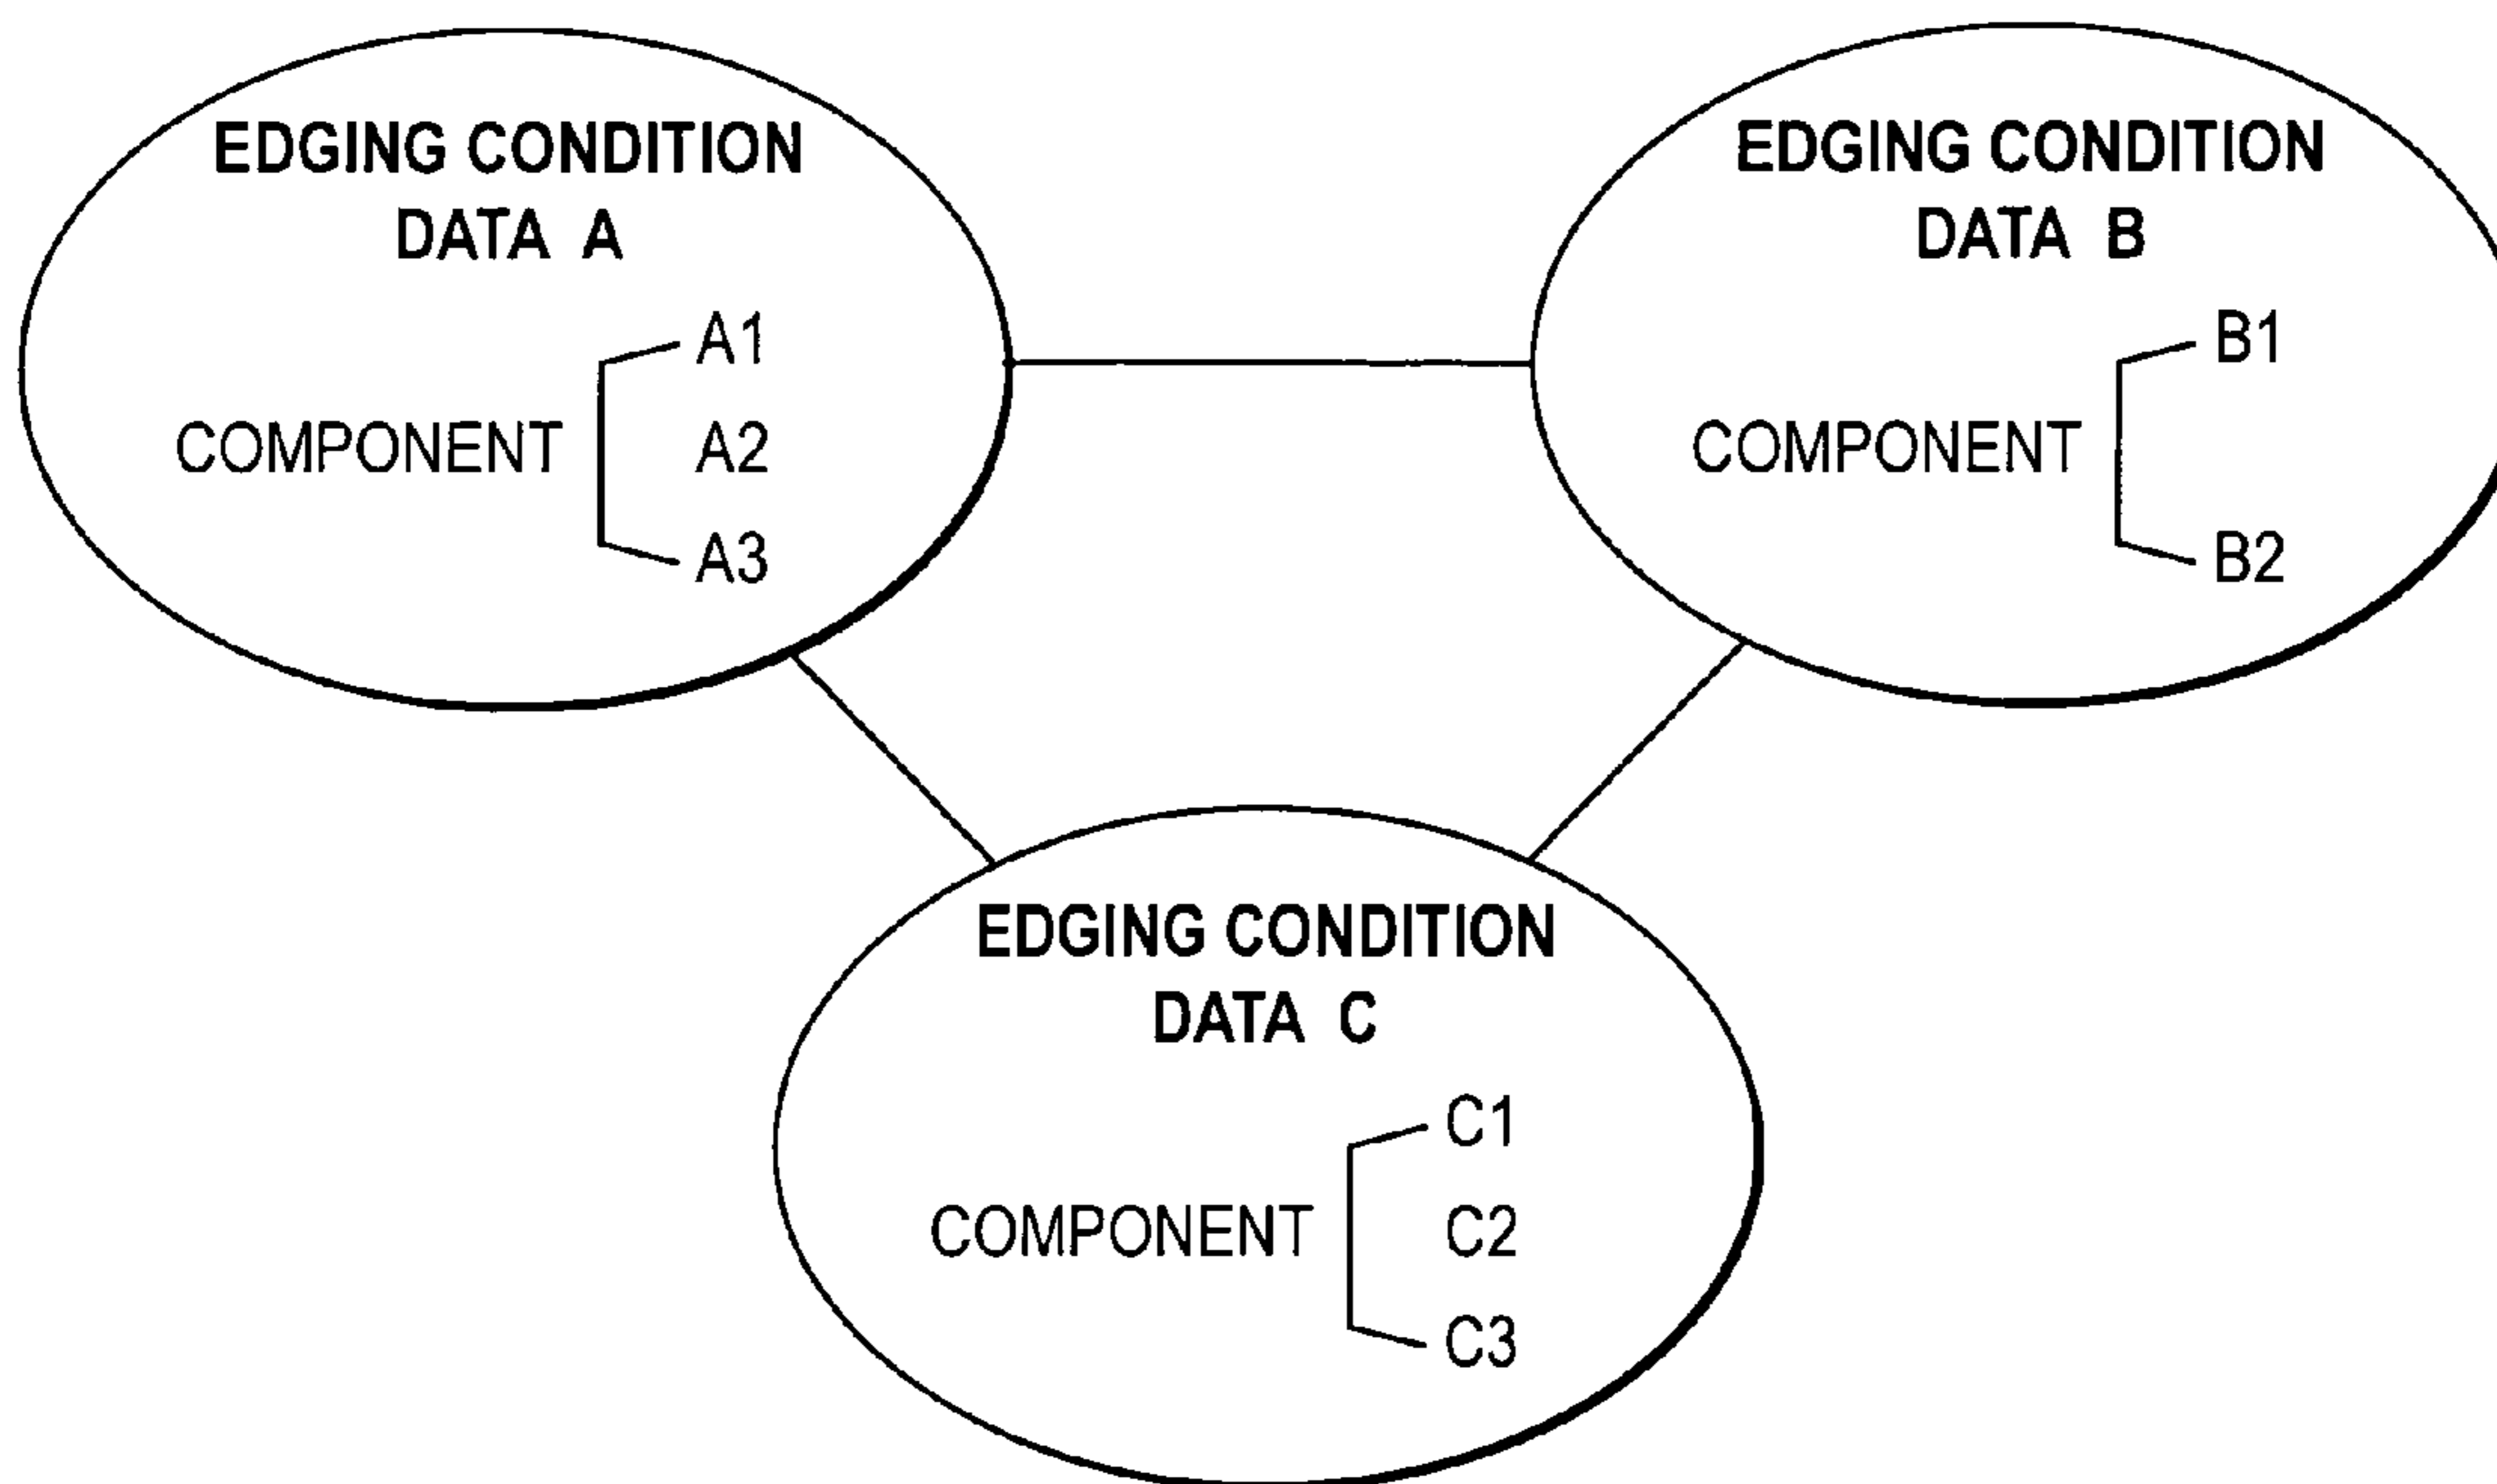 EDGING CONDITION
DATA A
A1
COMPONENT A2
A3
EDGING CONDITION
DATA B
B1
COMPONENT
B2
EDGING CONDITION
DATA C
C1
COMPONENT C2
C3